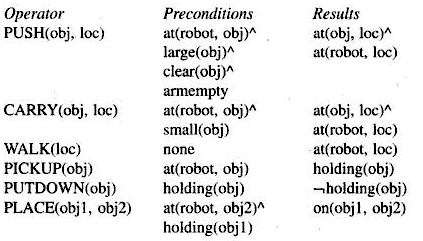 Operator Preconditions Results
PUSH(obj, loc) at(robot, obj)^ at(obj, loc)^
large(obj)^ at(robot, loc)
clear(obj)^
armempty
CARRY(obj, loc) at(robot, obj)^ at(obj, loc)^
small(obj) at(robot, loc)
WALK(loc) none at(robot, loc)
PICKUP(obj) at(robot, obj) holding(obj)
PUTDOWN(obj) holding(obj) ¬holding(obj)
PLACE(obj1, obj2) at(robot, obj2)^ on(obj1, obj2)
holding(obj1)